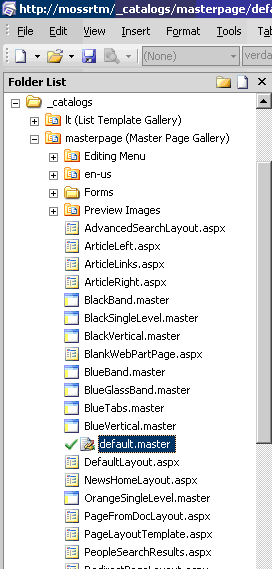 http://mossrtm/_catalogs/masterpage/def
File Edit View Insert Format Tools Ta
(None) verda
Folder List
_catalogs
lt (List Template Gallery)
masterpage (Master Page Gallery)
Editing Menu
en-us
Forms
Preview Images
AdvancedSearchLayout.aspx
ArticleLeft.aspx
ArticleLinks.aspx
ArticleRight.aspx
BlackBand.master
BlackSingleLevel.master
BlackVertical.master
BlankWebPartPage.aspx
BlueBand.master
BlueGlassBand.master
BlueTabs.master
BlueVertical.master
default.master
DefaultLayout.aspx
NewsHomeLayout.aspx
OrangeSingleLevel.master
PageFromDocLayout.aspx
PageLayoutTemplate.aspx
PeopleSearchResults.aspx
RedirectPageLayout.aspx